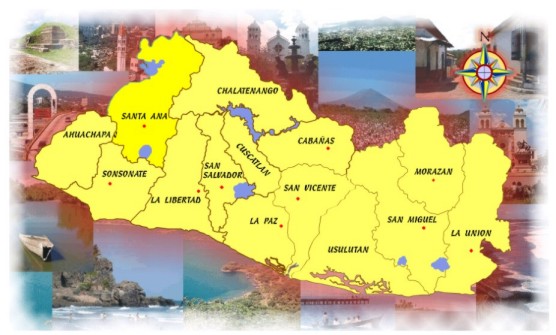 N
CHALATENANGO
SANTA ANA
AHUACHAPA
CUSCATLAN
CABAÑAS
SONSONATE
SAN
SALVADOR
MORAZAN
LA LIBERTAD
SAN VICENTE
LA PAZ
SAN MIGUEL
USULUTAN
LA UNION